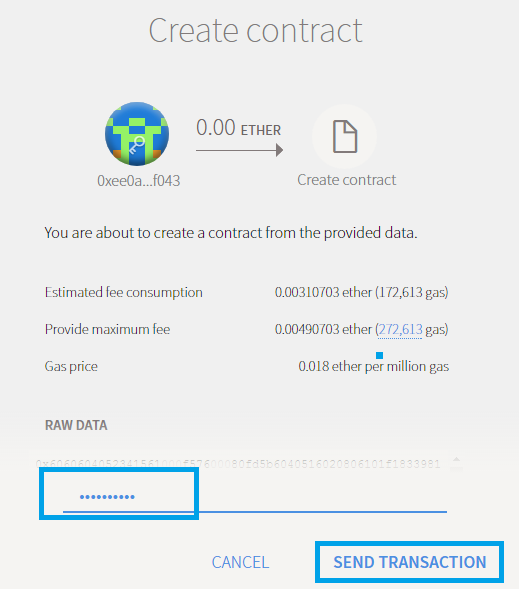 Create contract
0.00 ETHER
0xee0a...f043
Create contract
You are about to create a contract from the provided data.
Estimated fee consumption 0.00310703 ether (172,613 gas)
Provide maximum fee 0.00490703 ether (272,613 gas)
Gas price 0.018 ether per million gas
RAW DATA
••••••••••
CANCEL SEND TRANSACTION